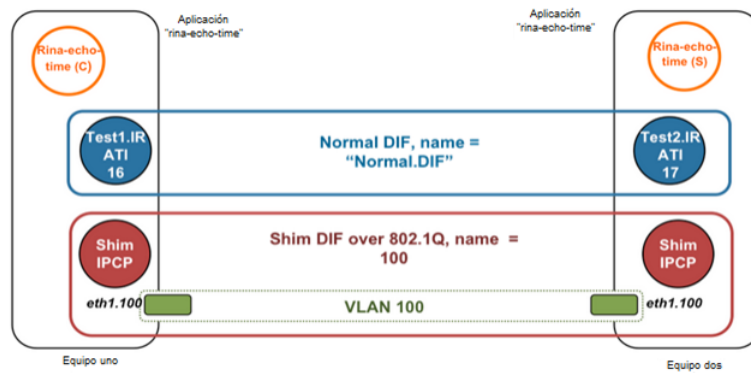 Aplicación
"rina-echo-time"
Aplicación
"rina-echo-time"
Rina-echo-
time (C)
Rina-echo-
time (S)
Test1.IR
ATI
16
Normal DIF, name =
"Normal.DIF"
Test2.IR
ATI
17
Shim
IPCP
Shim DIF over 802.1Q, name =
100
Shim
IPCP
eth1.100
VLAN 100
eth1.100
Equipo uno
Equipo dos